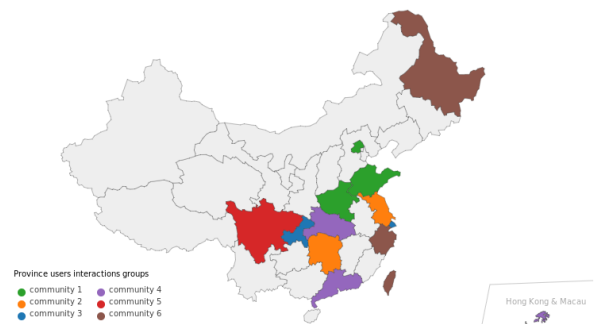 Province users interactions groups
community 1
community 2
community 3
community 4
community 5
community 6
Hong Kong & Macau